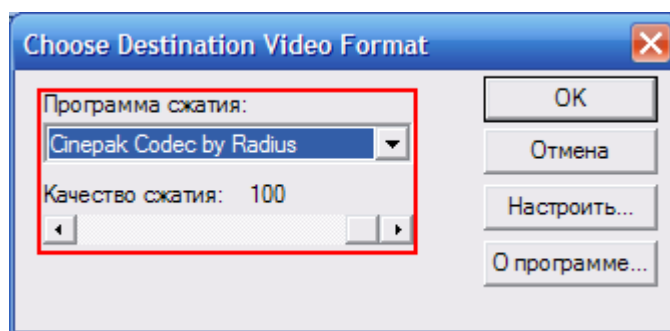 Choose Destination Video Format
Программа сжатия:
Cinepak Codec by Radius
Качество сжатия: 100
OK
Отмена
Настроить...
О программе...